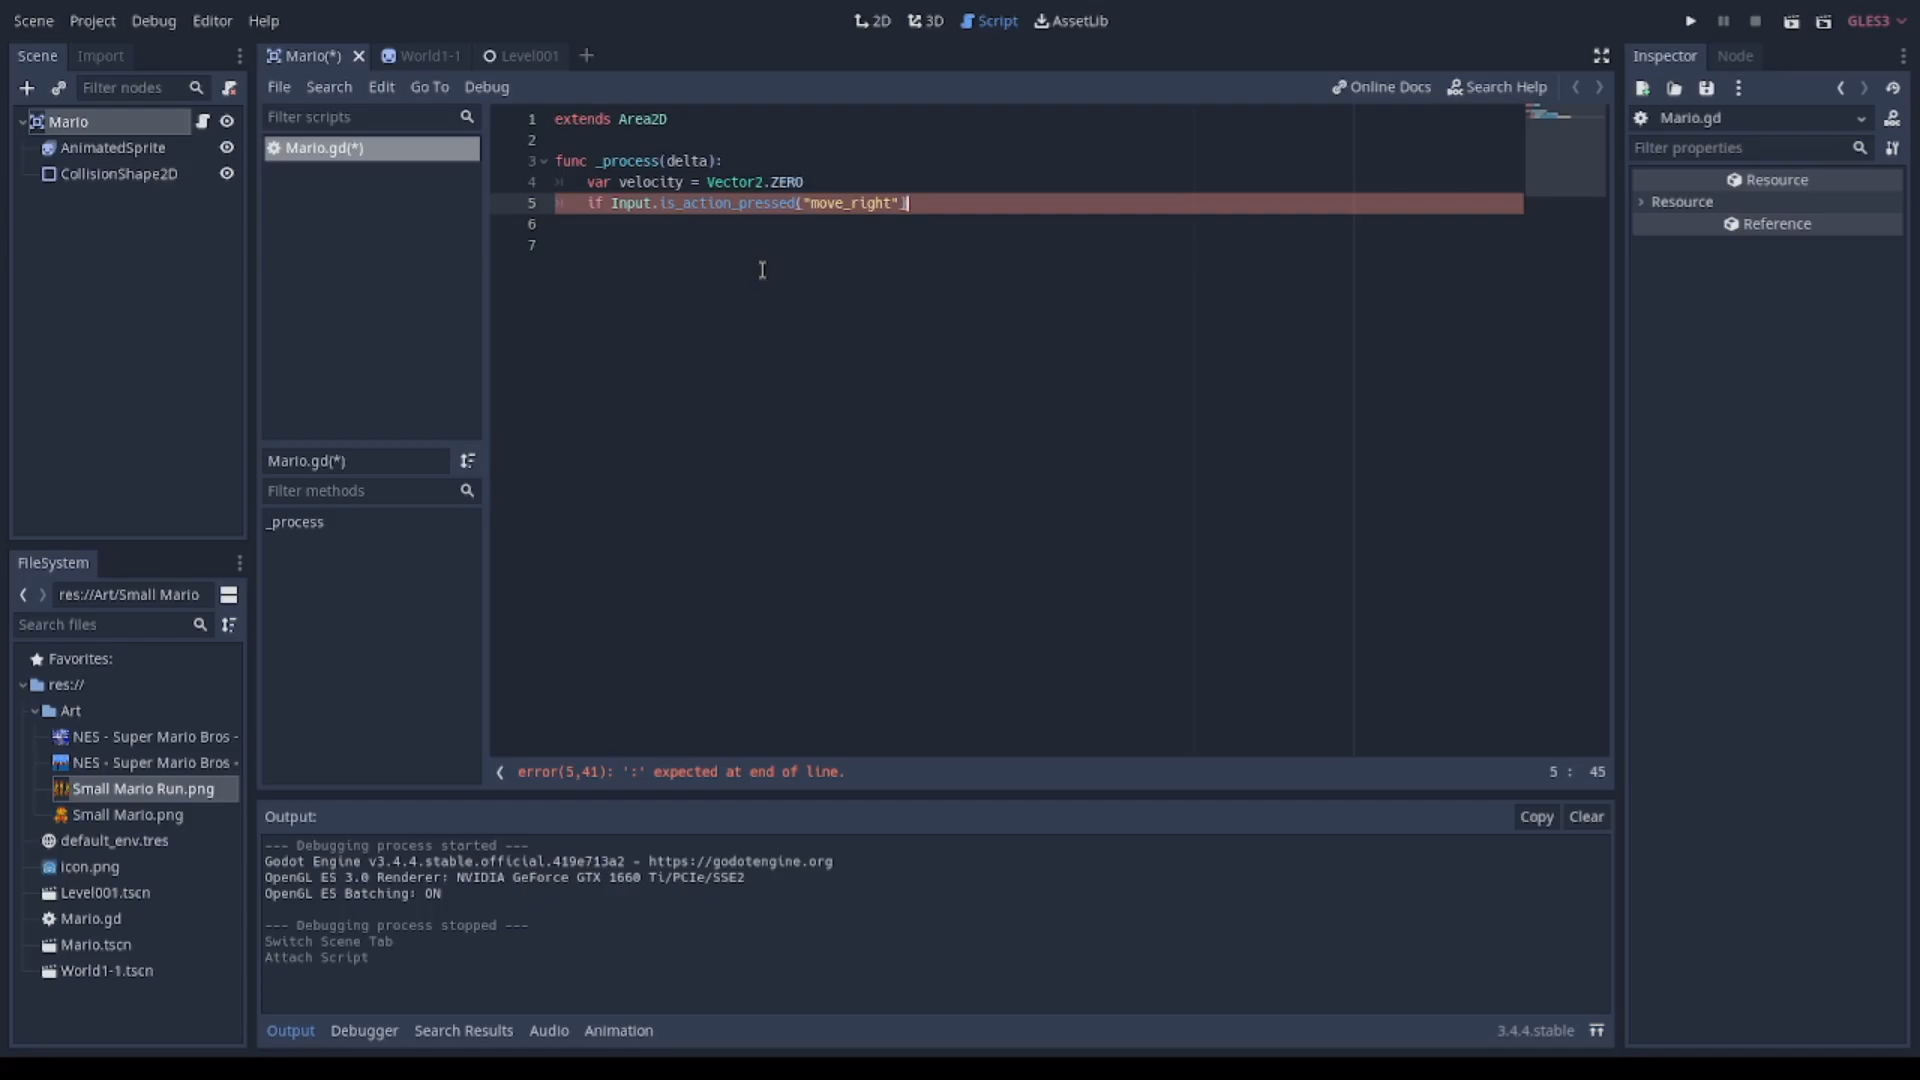 Scene Project Debug Editor Help
2D 3D Script AssetLib
GLES3
Scene Import
Filter nodes
Mario
AnimatedSprite
CollisionShape2D
FileSystem
res://Art/Small Mario
Search files
Favorites:
res://
Art
NES - Super Mario Bros -
NES - Super Mario Bros -
Small Mario Run.png
Small Mario.png
default_env.tres
icon.png
Level001.tscn
Mario.gd
Mario.tscn
World1-1.tscn
Mario(*) World1-1 Level001
File Search Edit Go To Debug
Online Docs Search Help
Filter scripts
Mario.gd(*)
Mario.gd(*)
Filter methods
_process
1 extends Area2D
2
3 func _process(delta):
4 var velocity = Vector2.ZERO
5 if Input.is_action_pressed("move_right")
6
7
error(5,41): ':' expected at end of line.
5 : 45
Output:
Copy Clear
--- Debugging process started ---
Godot Engine v3.4.4.stable.official.419e713a2 - https://godotengine.org
OpenGL ES 3.0 Renderer: NVIDIA GeForce GTX 1660 Ti/PCIe/SSE2
OpenGL ES Batching: ON
--- Debugging process stopped ---
Switch Scene Tab
Attach Script
Output Debugger Search Results Audio Animation
3.4.4.stable
Inspector Node
Mario.gd
Filter properties
Resource
Resource
Reference